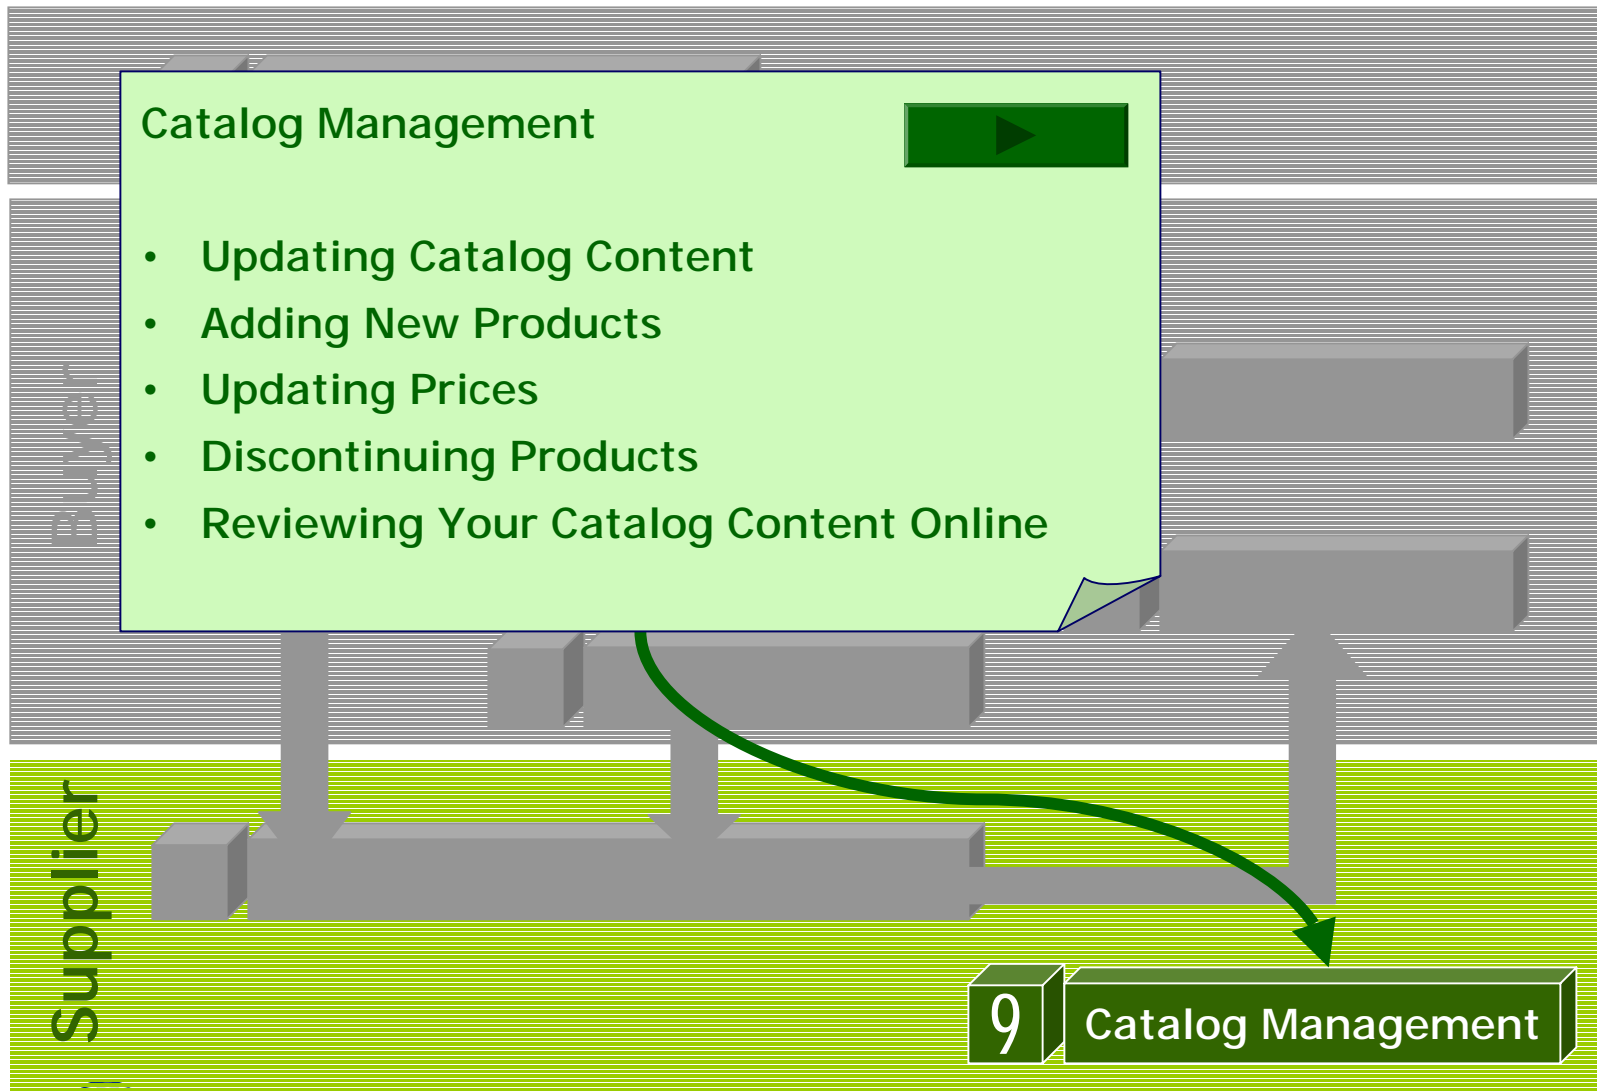 Catalog Management
• Updating Catalog Content
• Adding New Products
• Updating Prices
• Discontinuing Products
• Reviewing Your Catalog Content Online
Buyer
Supplier
9 Catalog Management